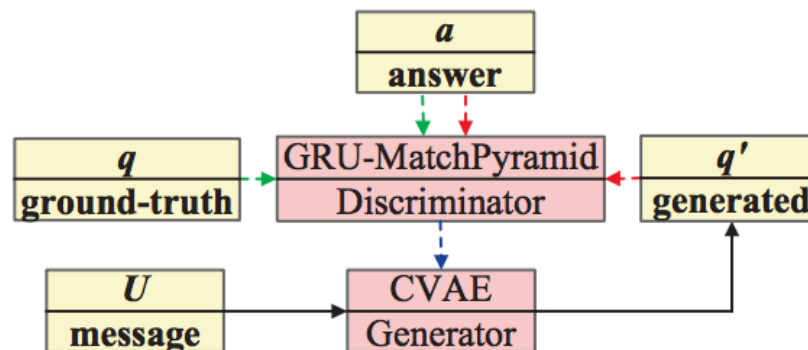 a
answer
q
ground-truth
GRU-MatchPyramid
Discriminator
q'
generated
U
message
CVAE
Generator